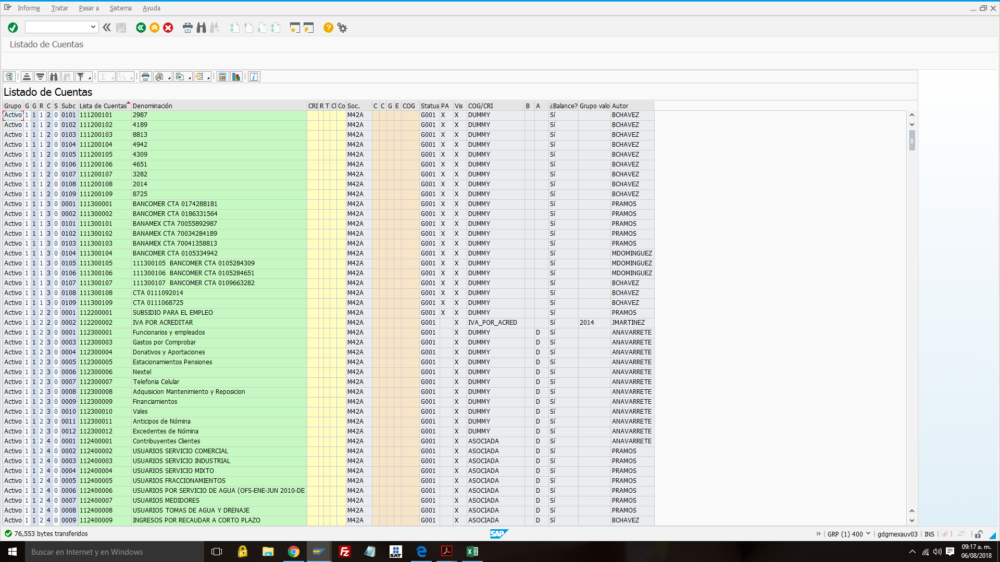 Informe Tratar Pasar a Sistema Ayuda
Listado de Cuentas
Listado de Cuentas
Grupo G G R C S Subc Lista de Cuentas Denominación CRI R T Cl Co Soc. C C G E COG Status PA Vis COG/CRI B A ¿Balance? Grupo valo Autor
Activo 1 1 1 2 0 0101 111200101 2987 M42A G001 X X DUMMY Sí BCHAVEZ
Activo 1 1 1 2 0 0102 111200102 4189 M42A G001 X X DUMMY Sí BCHAVEZ
Activo 1 1 1 2 0 0103 111200103 8813 M42A G001 X X DUMMY Sí BCHAVEZ
Activo 1 1 1 2 0 0104 111200104 4942 M42A G001 X X DUMMY Sí BCHAVEZ
Activo 1 1 1 2 0 0105 111200105 4309 M42A G001 X X DUMMY Sí BCHAVEZ
Activo 1 1 1 2 0 0106 111200106 4651 M42A G001 X X DUMMY Sí BCHAVEZ
Activo 1 1 1 2 0 0107 111200107 3282 M42A G001 X X DUMMY Sí BCHAVEZ
Activo 1 1 1 2 0 0108 111200108 2014 M42A G001 X X DUMMY Sí BCHAVEZ
Activo 1 1 1 2 0 0109 111200109 8725 M42A G001 X X DUMMY Sí BCHAVEZ
Activo 1 1 1 3 0 0001 111300001 BANCOMER CTA 0174288181 M42A G001 X X DUMMY Sí PRAMOS
Activo 1 1 1 3 0 0002 111300002 BANCOMER CTA 0186331564 M42A G001 X X DUMMY Sí PRAMOS
Activo 1 1 1 3 0 0101 111300101 BANAMEX CTA 70055892987 M42A G001 X X DUMMY Sí PRAMOS
Activo 1 1 1 3 0 0102 111300102 BANAMEX CTA 70034284189 M42A G001 X X DUMMY Sí PRAMOS
Activo 1 1 1 3 0 0103 111300103 BANAMEX CTA 70041358813 M42A G001 X X DUMMY Sí PRAMOS
Activo 1 1 1 3 0 0104 111300104 BANCOMER CTA 0105334942 M42A G001 X X DUMMY Sí MDOMINGUEZ
Activo 1 1 1 3 0 0105 111300105 111300105 BANCOMER CTA 0105284309 M42A G001 X X DUMMY Sí MDOMINGUEZ
Activo 1 1 1 3 0 0106 111300106 111300106 BANCOMER CTA 0105284651 M42A G001 X X DUMMY Sí MDOMINGUEZ
Activo 1 1 1 3 0 0107 111300107 111300107 BANCOMER CTA 0109663282 M42A G001 X X DUMMY Sí BCHAVEZ
Activo 1 1 1 3 0 0108 111300108 CTA 0111092014 M42A G001 X X DUMMY Sí BCHAVEZ
Activo 1 1 1 3 0 0109 111300109 CTA 0111068725 M42A G001 X X DUMMY Sí BCHAVEZ
Activo 1 1 2 2 0 0001 112200001 SUBSIDIO PARA EL EMPLEO M42A G001 X X DUMMY Sí PRAMOS
Activo 1 1 2 2 0 0002 112200002 IVA POR ACREDITAR M42A G001 X IVA_POR_ACRED Sí 2014 JMARTINEZ
Activo 1 1 2 3 0 0001 112300001 Funcionarios y empleados M42A G001 X DUMMY D Sí ANAVARRETE
Activo 1 1 2 3 0 0003 112300003 Gastos por Comprobar M42A G001 X DUMMY D Sí ANAVARRETE
Activo 1 1 2 3 0 0004 112300004 Donativos y Aportaciones M42A G001 X DUMMY D Sí ANAVARRETE
Activo 1 1 2 3 0 0005 112300005 Estacionamientos Pensiones M42A G001 X DUMMY D Sí ANAVARRETE
Activo 1 1 2 3 0 0006 112300006 Nextel M42A G001 X DUMMY D Sí ANAVARRETE
Activo 1 1 2 3 0 0007 112300007 Telefonia Celular M42A G001 X DUMMY D Sí ANAVARRETE
Activo 1 1 2 3 0 0008 112300008 Adquisicion Mantenimiento y Reposicion M42A G001 X DUMMY D Sí ANAVARRETE
Activo 1 1 2 3 0 0009 112300009 Financiamientos M42A G001 X DUMMY D Sí ANAVARRETE
Activo 1 1 2 3 0 0010 112300010 Vales M42A G001 X DUMMY D Sí ANAVARRETE
Activo 1 1 2 3 0 0011 112300011 Anticipos de Nómina M42A G001 X DUMMY D Sí ANAVARRETE
Activo 1 1 2 3 0 0012 112300012 Excedentes de Nómina M42A G001 X DUMMY D Sí ANAVARRETE
Activo 1 1 2 4 0 0001 112400001 Contribuyentes Clientes M42A G001 X ASOCIADA D Sí ANAVARRETE
Activo 1 1 2 4 0 0002 112400002 USUARIOS SERVICIO COMERCIAL M42A G001 X ASOCIADA D Sí PRAMOS
Activo 1 1 2 4 0 0003 112400003 USUARIOS SERVICIO INDUSTRIAL M42A G001 X ASOCIADA D Sí PRAMOS
Activo 1 1 2 4 0 0004 112400004 USUARIOS SERVICIO MIXTO M42A G001 X ASOCIADA D Sí PRAMOS
Activo 1 1 2 4 0 0005 112400005 USUARIOS FRACCIONAMIENTOS M42A G001 X ASOCIADA D Sí PRAMOS
Activo 1 1 2 4 0 0006 112400006 USUARIOS POR SERVICIO DE AGUA (OFS-ENE-JUN 2010-DE M42A G001 X ASOCIADA D Sí PRAMOS
Activo 1 1 2 4 0 0007 112400007 USUARIOS MEDIDORES M42A G001 X ASOCIADA D Sí PRAMOS
Activo 1 1 2 4 0 0008 112400008 USUARIOS TOMAS DE AGUA Y DRENAJE M42A G001 X ASOCIADA D Sí PRAMOS
Activo 1 1 2 4 0 0009 112400009 INGRESOS POR RECAUDAR A CORTO PLAZO M42A G001 X ASOCIADA D Sí BCHAVEZ
76,553 bytes transferidos SAP GRP (1) 400 gdgmexauv03 INS
Buscar en Internet y en Windows SAT 09:17 a. m.
06/08/2018